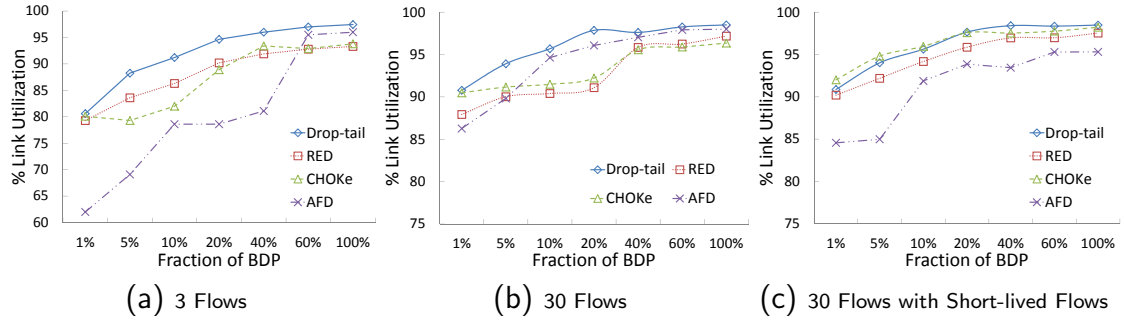 % Link Utilization
100
95
90
85
80
75
70
65
60
Drop-tail
RED
CHOKe
AFD
1% 5% 10% 20% 40% 60% 100%
Fraction of BDP
(a) 3 Flows
% Link Utilization
100
95
90
85
80
75
Drop-tail RED
CHOKe AFD
1% 5% 10% 20% 40% 60% 100%
Fraction of BDP
(b) 30 Flows
% Link Utilization
100
95
90
85
80
75
Drop-tail
RED
CHOKe
AFD
1% 5% 10% 20% 40% 60% 100%
Fraction of BDP
(c) 30 Flows with Short-lived Flows